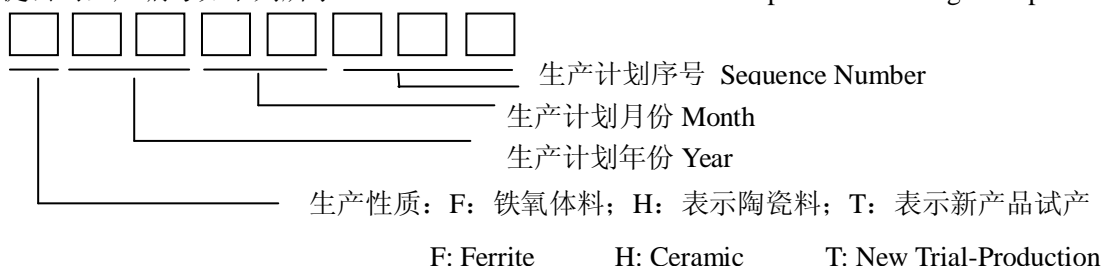 生产计划序号 Sequence Number
生产计划月份 Month
生产计划年份 Year
生产性质：F：铁氧体料；H：表示陶瓷料；T：表示新产品试产
F: Ferrite H: Ceramic T: New Trial-Production